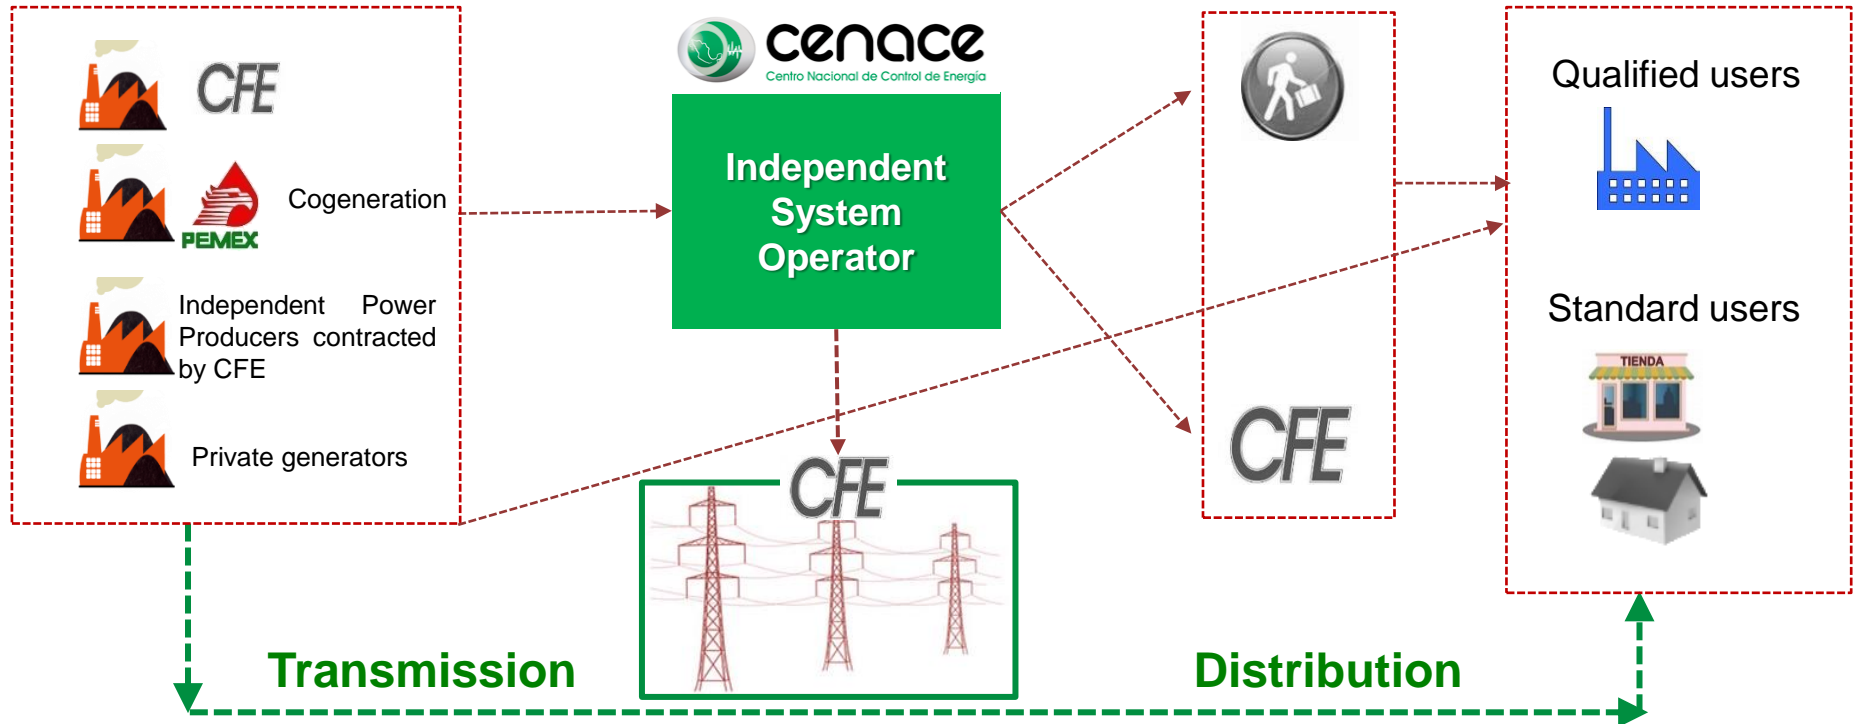 CFE
PEMEX
Cogeneration
Independent Power
Producers contracted
by CFE
Private generators
cenace
Centro Nacional de Control de Energía
Independent
System
Operator
CFE
CFE
Qualified users
Standard users
TIENDA
Transmission
Distribution